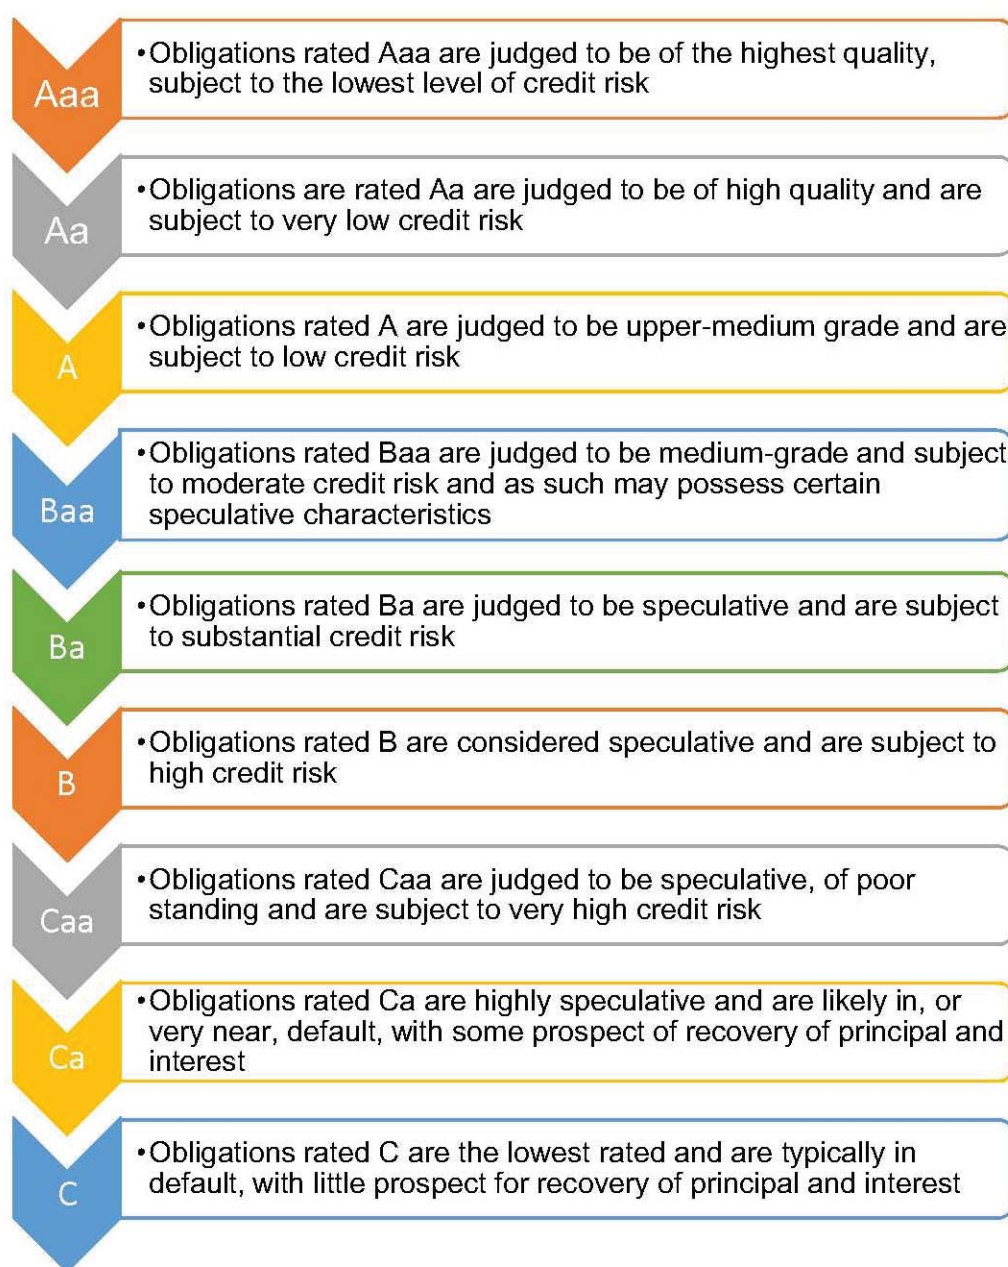 Aaa
•Obligations rated Aaa are judged to be of the highest quality,
subject to the lowest level of credit risk
Aa
•Obligations are rated Aa are judged to be of high quality and are
subject to very low credit risk
A
•Obligations rated A are judged to be upper-medium grade and are
subject to low credit risk
Baa
•Obligations rated Baa are judged to be medium-grade and subject
to moderate credit risk and as such may possess certain
speculative characteristics
Ba
•Obligations rated Ba are judged to be speculative and are subject
to substantial credit risk
B
•Obligations rated B are considered speculative and are subject to
high credit risk
Caa
•Obligations rated Caa are judged to be speculative, of poor
standing and are subject to very high credit risk
Ca
•Obligations rated Ca are highly speculative and are likely in, or
very near, default, with some prospect of recovery of principal and
interest
C
•Obligations rated C are the lowest rated and are typically in
default, with little prospect for recovery of principal and interest